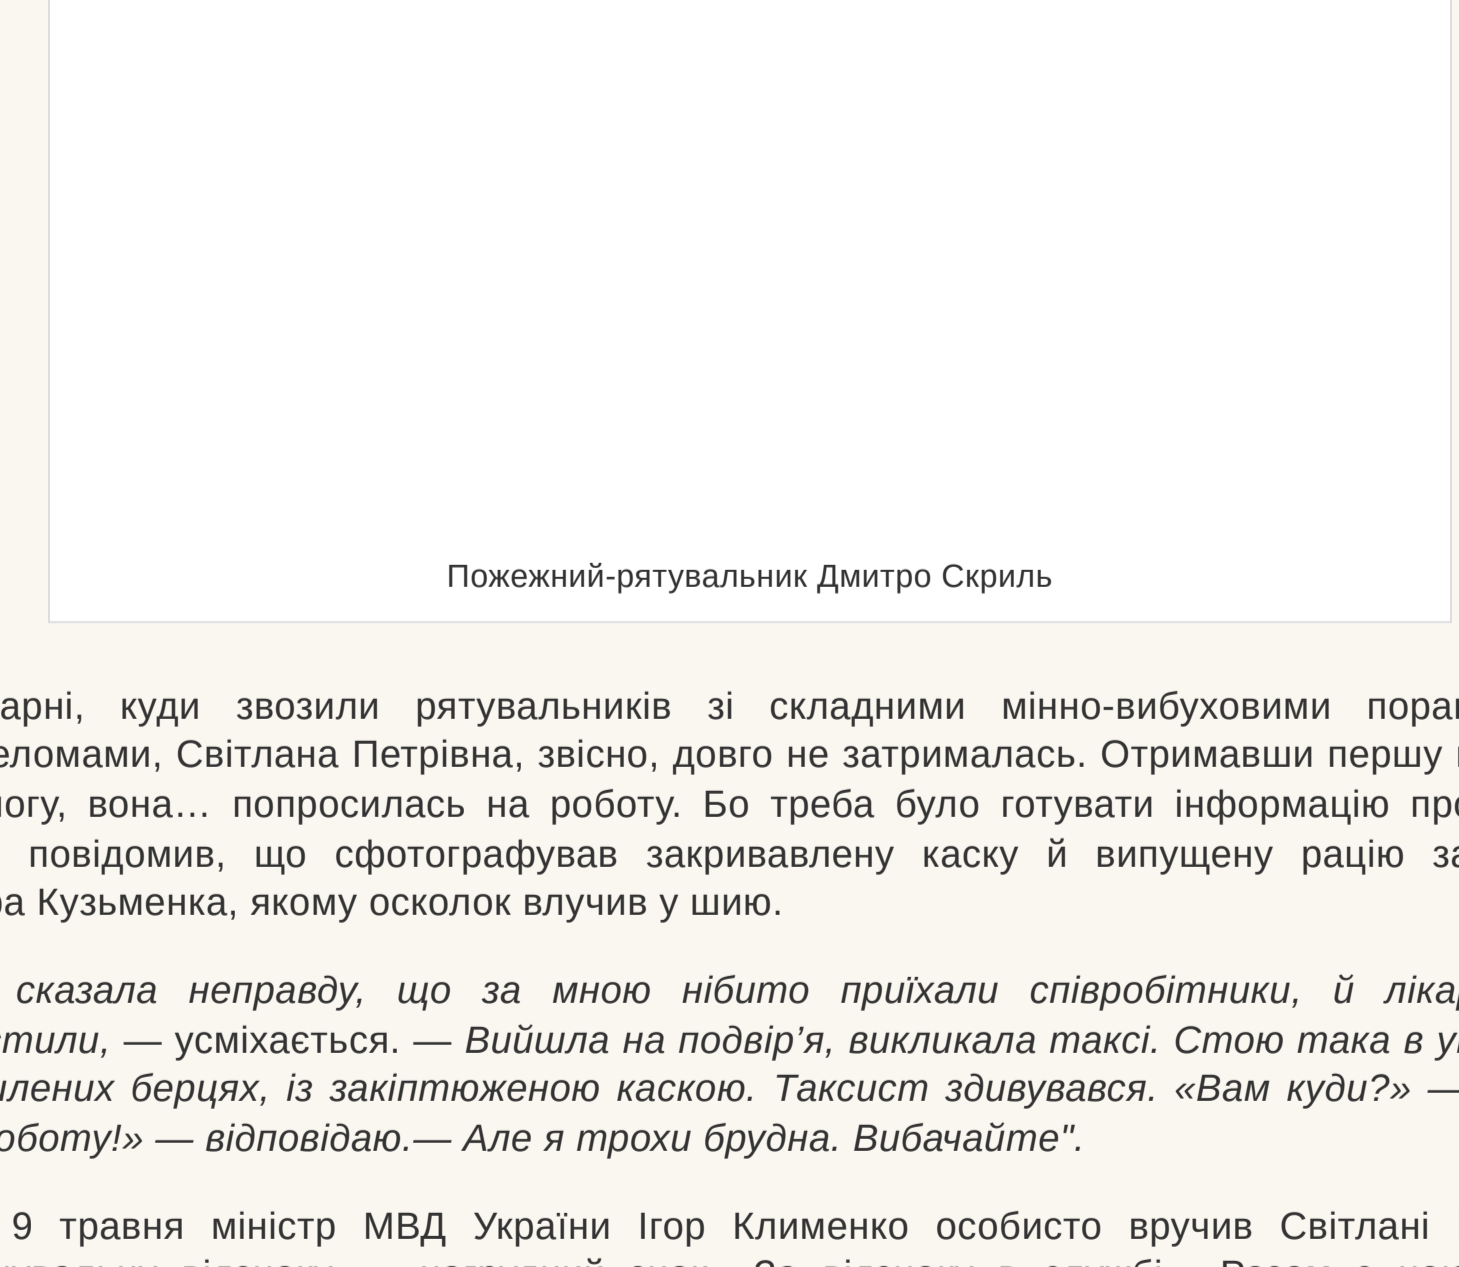 Пожежний-рятувальник Дмитро Скриль
арні, куди звозили рятувальників зі складними мінно-вибуховими
еломами, Світлана Петрівна, звісно, довго не затрималась. Отримавши першу
могу, вона… попросилась на роботу. Бо треба було готувати інформацію
повідомив, що сфотографував закривавлену каску й випущену рацію
ра Кузьменка, якому осколок влучив у шию.
сказала неправду, що за мною нібито приїхали співробітники, й
стили, — усміхається. — Вийшла на подвір’я, викликала таксі. Стою така в
илених берцях, із закіптюженою каскою. Таксист здивувався. «Вам куди?» —
оботу!» — відповідаю.— Але я трохи брудна. Вибачайте".
9 травня міністр МВД України Ігор Клименко особисто вручив Світлані